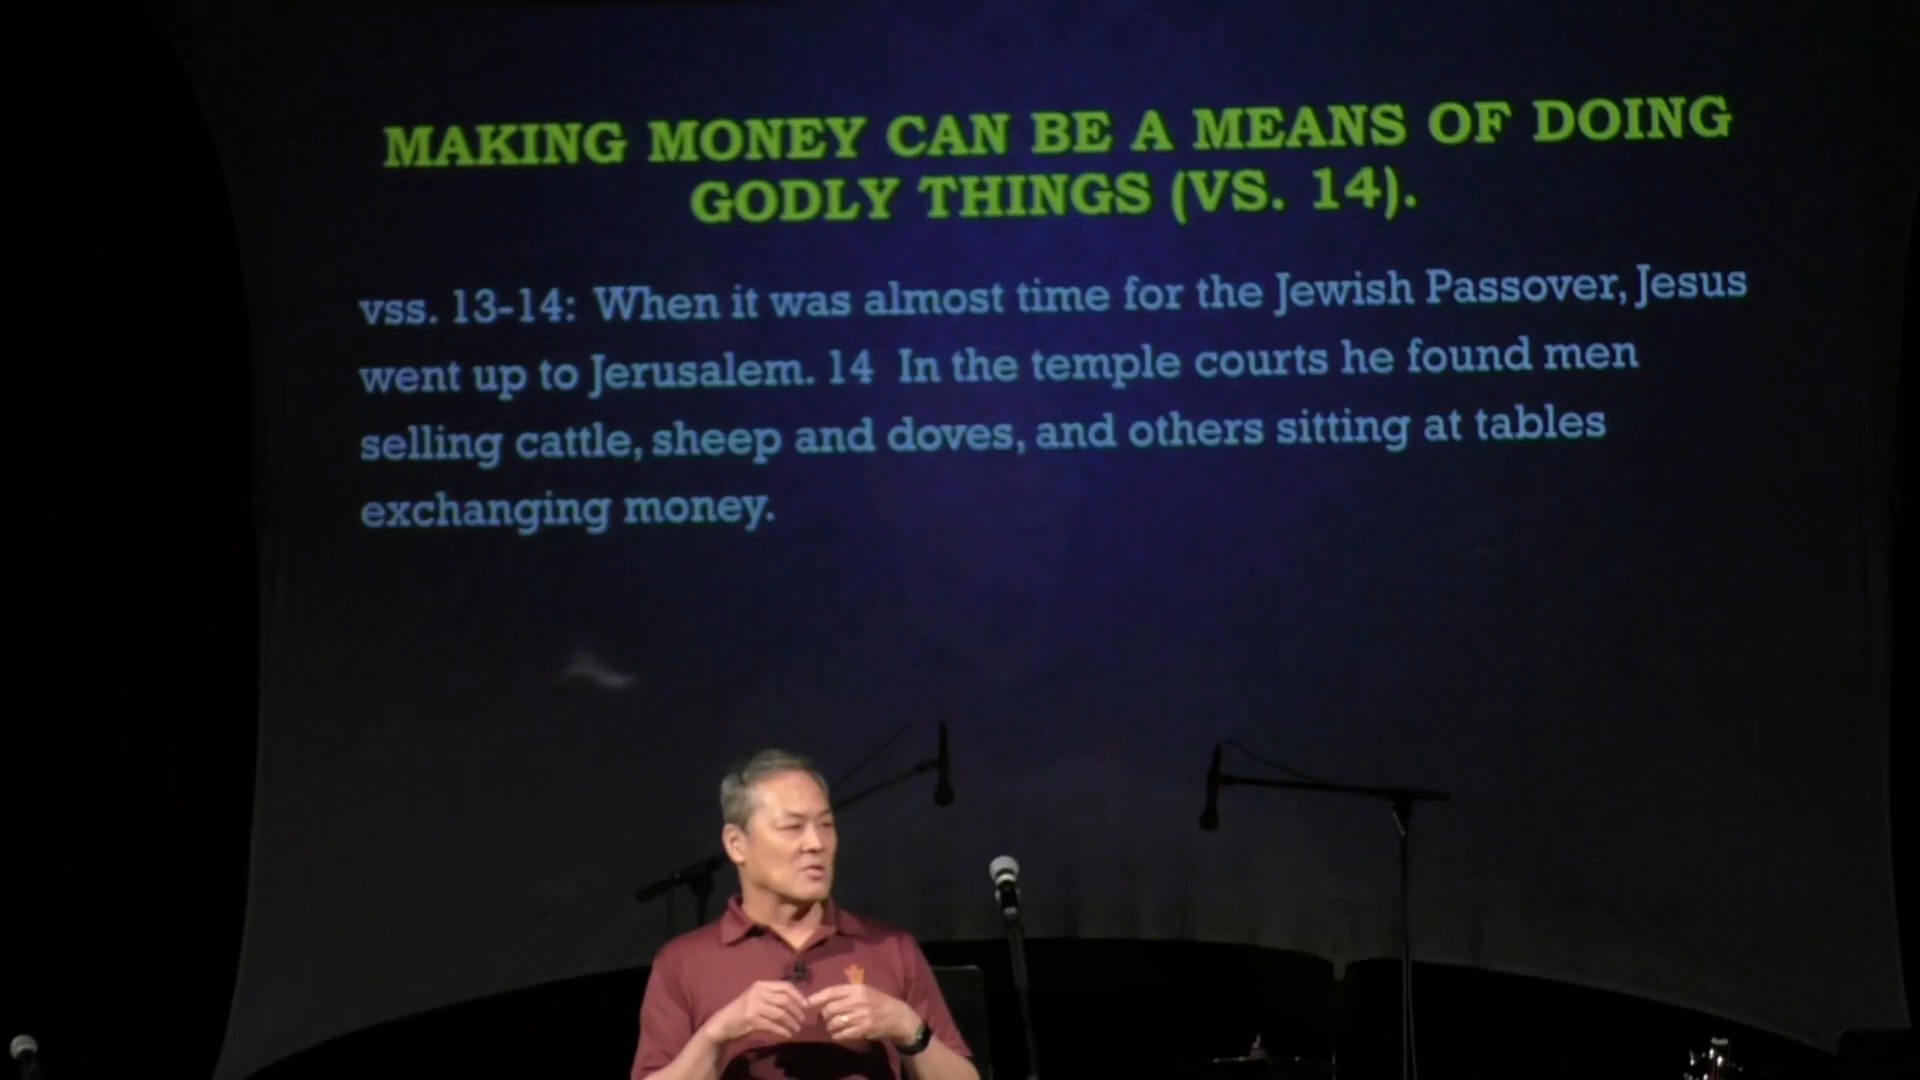 MAKING MONEY CAN BE A MEANS OF DOING
GODLY THINGS (VS. 14).
vss. 13-14: When it was almost time for the Jewish Passover, Jesus
went up to Jerusalem. 14 In the temple courts he found men
selling cattle, sheep and doves, and others sitting at tables
exchanging money.